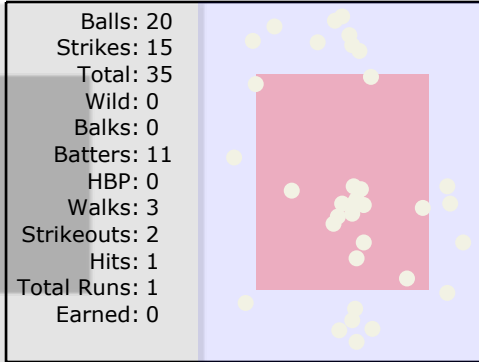 Balls: 20
Strikes: 15
Total: 35
Wild: 0
Balks: 0
Batters: 11
HBP: 0
Walks: 3
Strikeouts: 2
Hits: 1
Total Runs: 1
Earned: 0